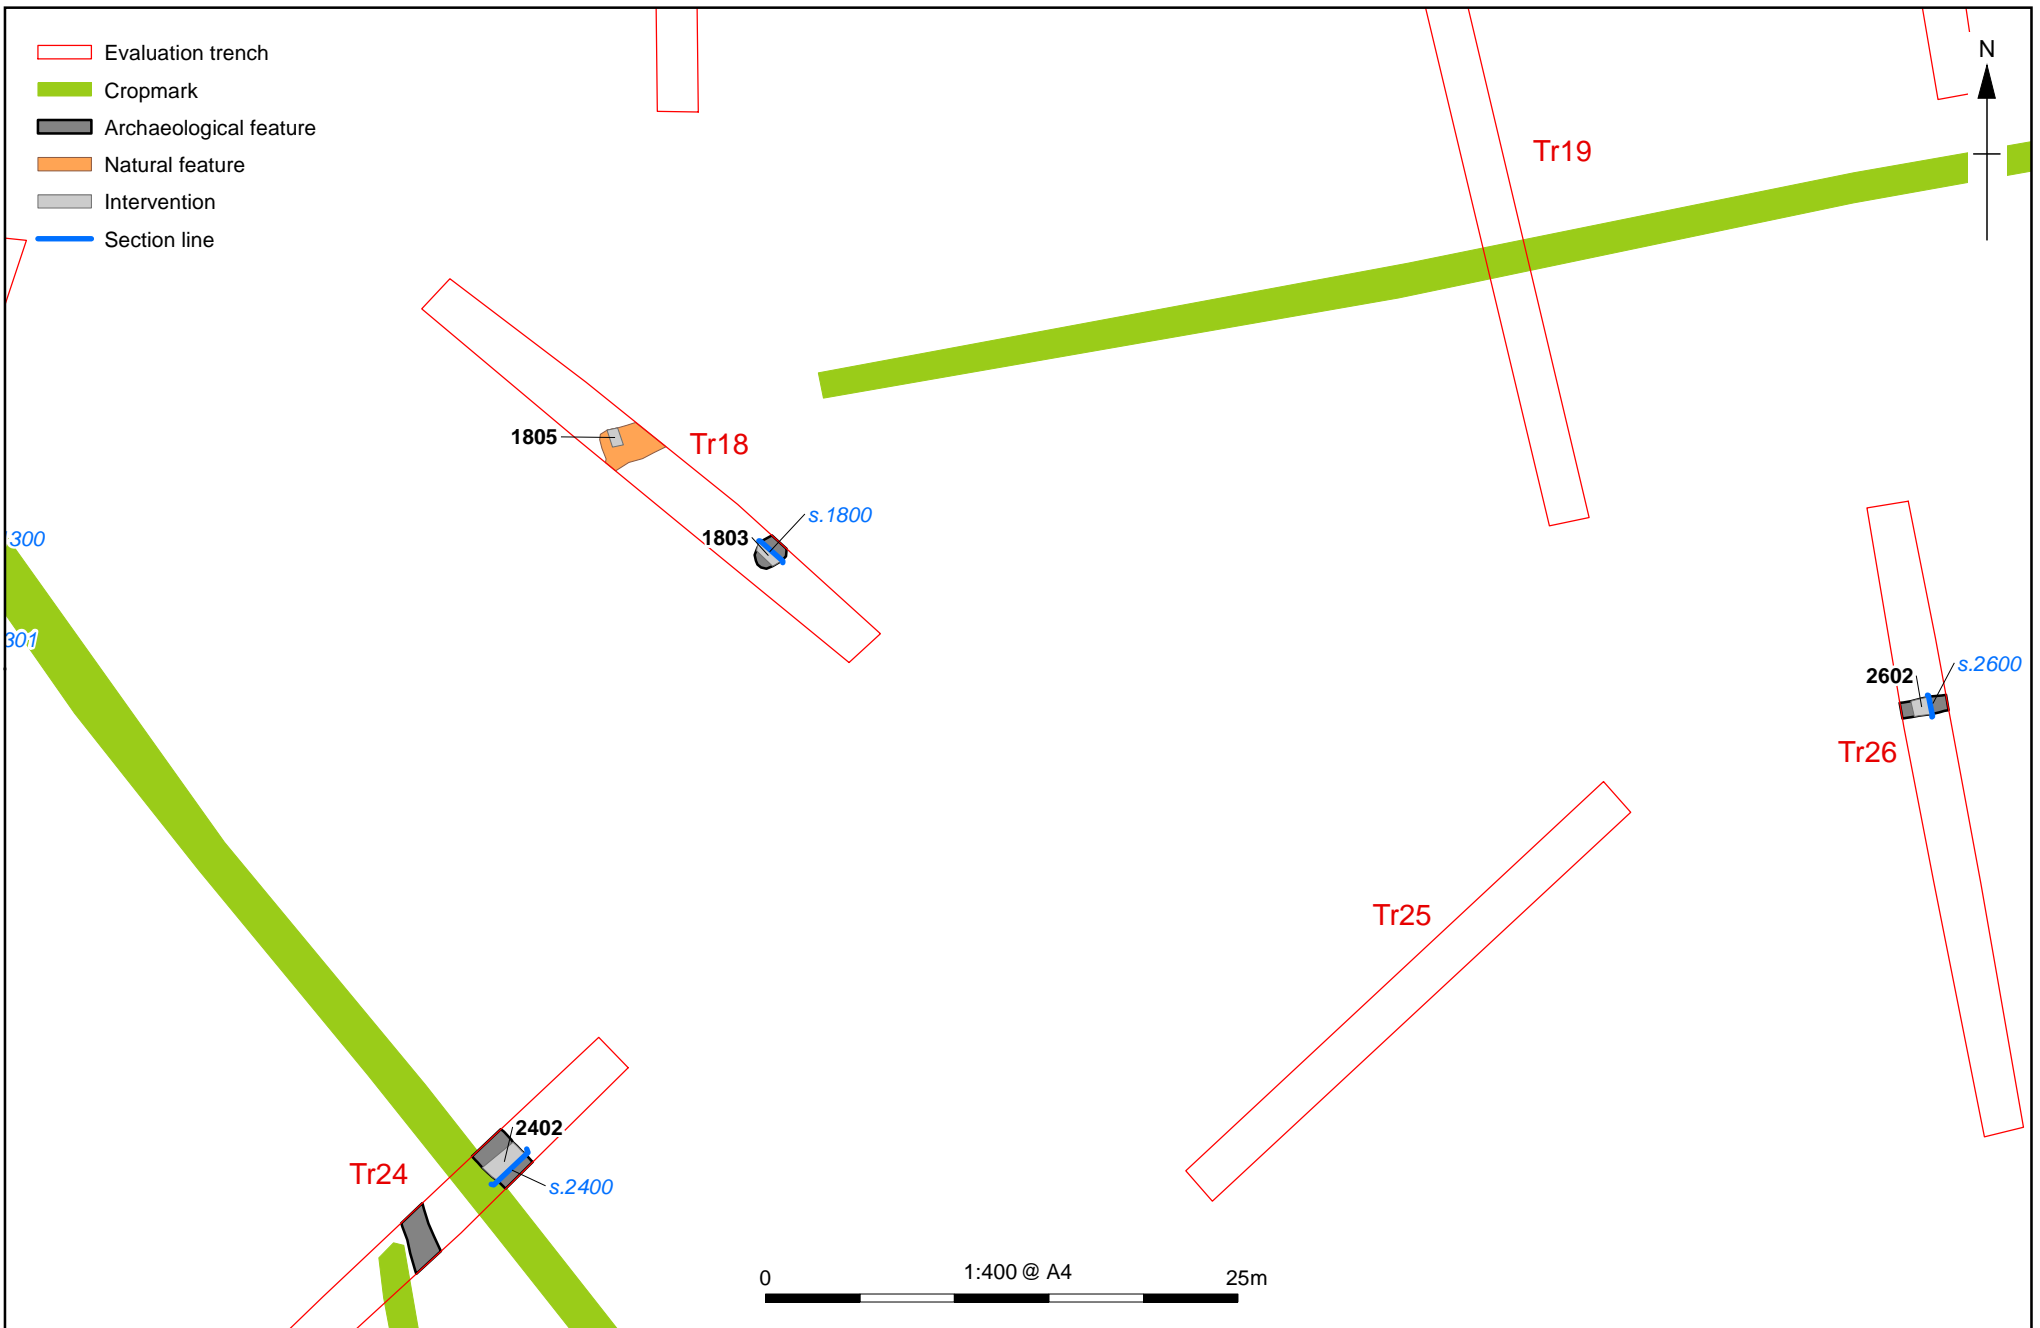 Evaluation trench
Cropmark
Archaeological feature
Natural feature
Intervention
Section line
N
Tr19
1805
Tr18
s.1800
1803
300
301
2602
s.2600
Tr26
Tr25
2402
Tr24
s.2400
0
1:400 @ A4
25m